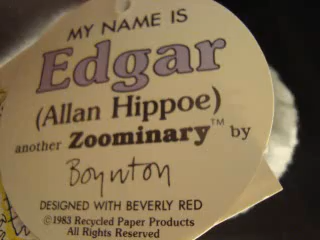 MY NAME IS
Edgar
(Allan Hippoe)
another Zoominary™ by
Boynton
DESIGNED WITH BEVERLY RED
©1983 Recycled Paper Products
All Rights Reserved